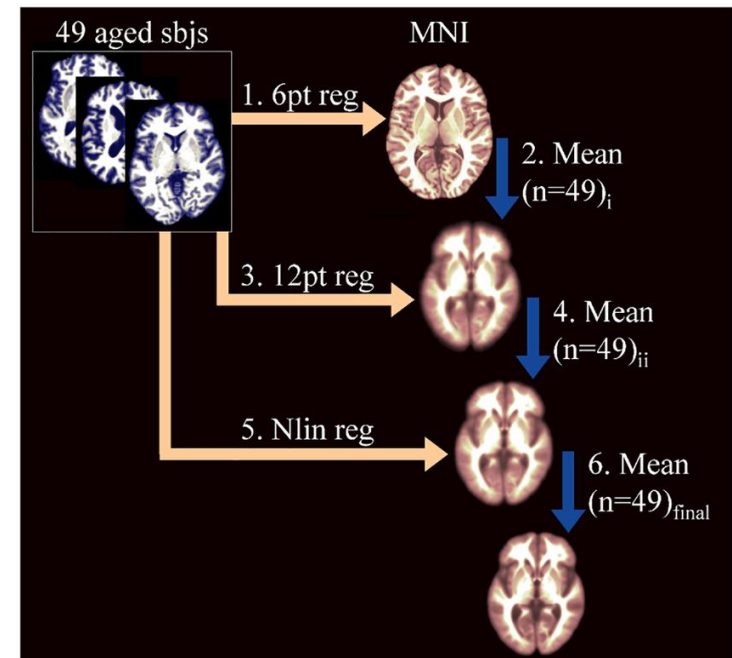 49 aged sbjs
MNI
1. 6pt reg
2. Mean
(n=49)i
3. 12pt reg
4. Mean
(n=49)ii
5. Nlin reg
6. Mean
(n=49)final